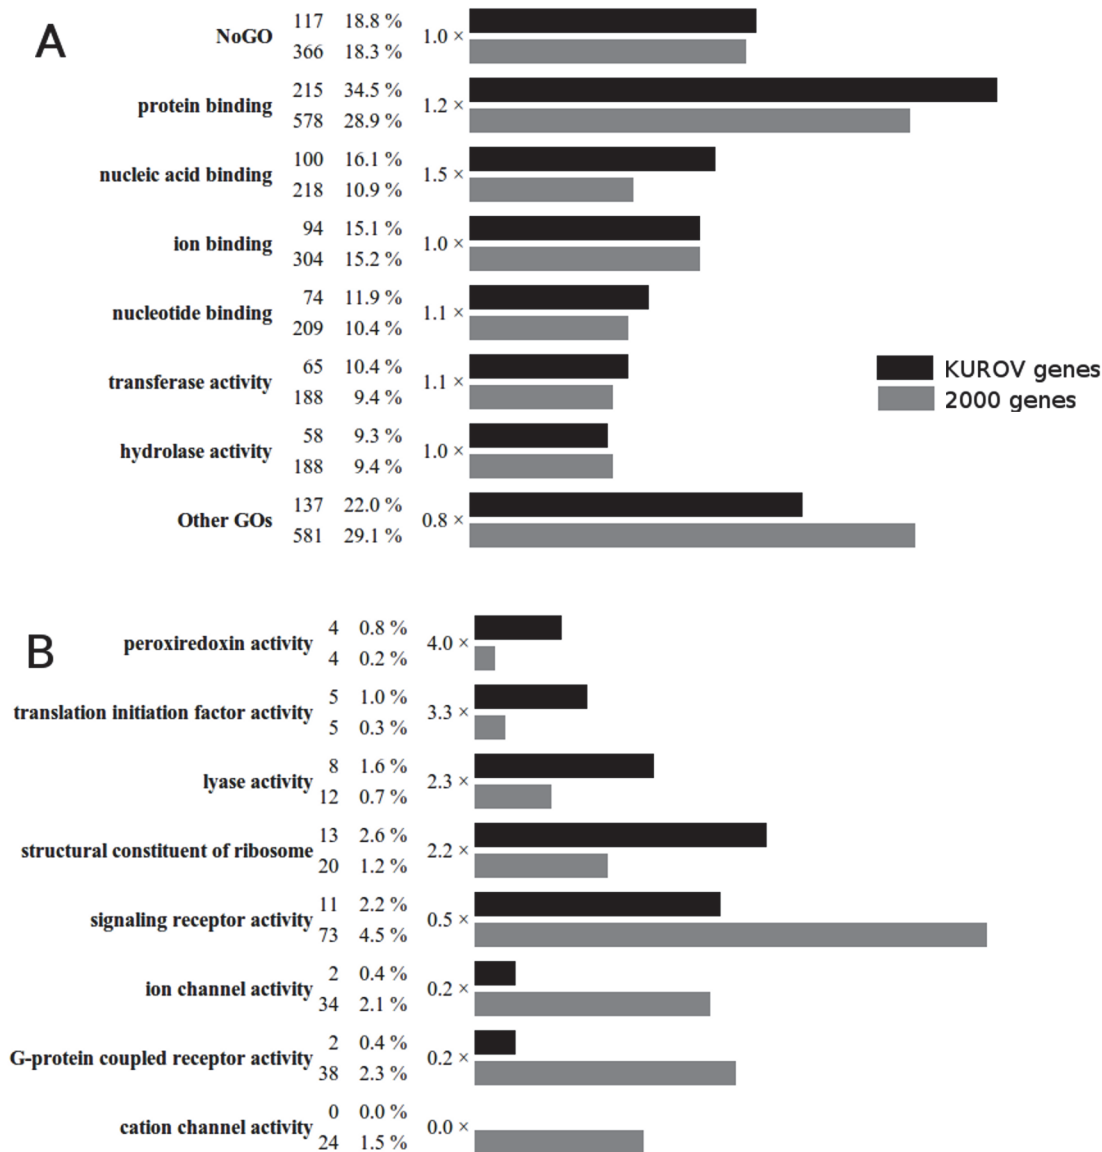 A
NoGO
117 18.8 %
366 18.3 %
1.0 ×
protein binding
215 34.5 %
578 28.9 %
1.2 ×
nucleic acid binding
100 16.1 %
218 10.9 %
1.5 ×
ion binding
94 15.1 %
304 15.2 %
1.0 ×
nucleotide binding
74 11.9 %
209 10.4 %
1.1 ×
transferase activity
65 10.4 %
188 9.4 %
1.1 ×
KUROV genes
2000 genes
hydrolase activity
58 9.3 %
188 9.4 %
1.0 ×
Other GOs
137 22.0 %
581 29.1 %
0.8 ×
B
peroxiredoxin activity
4 0.8 %
4 0.2 %
4.0 ×
translation initiation factor activity
5 1.0 %
5 0.3 %
3.3 ×
lyase activity
8 1.6 %
12 0.7 %
2.3 ×
structural constituent of ribosome
13 2.6 %
20 1.2 %
2.2 ×
signaling receptor activity
11 2.2 %
73 4.5 %
0.5 ×
ion channel activity
2 0.4 %
34 2.1 %
0.2 ×
G-protein coupled receptor activity
2 0.4 %
38 2.3 %
0.2 ×
cation channel activity
0 0.0 %
24 1.5 %
0.0 ×